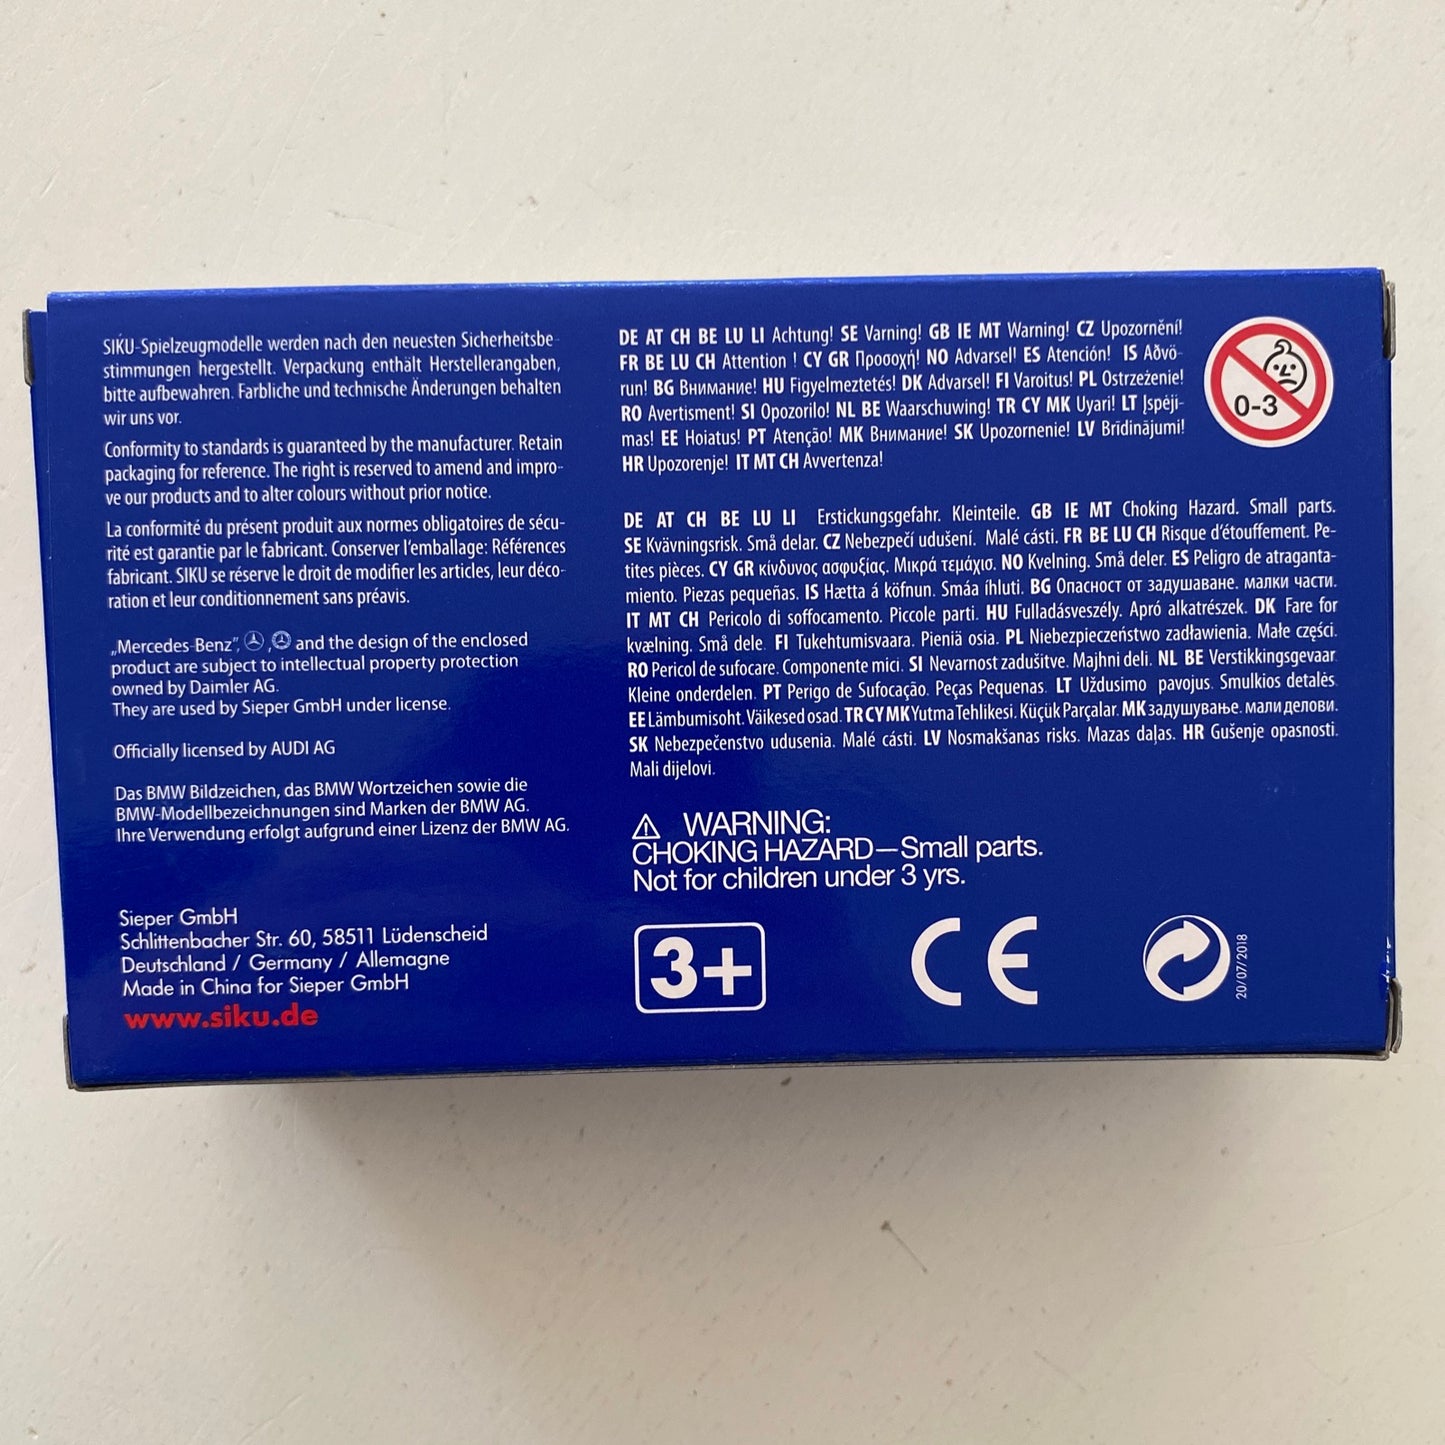 SIKU-Spielzeugmodelle werden nach den neuesten Sicherheitsbe-
stimmungen hergestellt. Verpackung enthält Herstellerangaben,
bitte aufbewahren. Farbliche und technische Änderungen behalten
wir uns vor.
Conformity to standards is guaranteed by the manufacturer. Retain
packaging for reference. The right is reserved to amend and impro-
ve our products and to alter colours without prior notice.
La conformité du présent produit aux normes obligatoires de sécu-
rité est garantie par le fabricant. Conserver l'emballage: Références
fabricant. SIKU se réserve le droit de modifier les articles, leur déco-
ration et leur conditionnement sans préavis.
„Mercedes-Benz", , and the design of the enclosed
product are subject to intellectual property protection
owned by Daimler AG.
They are used by Sieper GmbH under license.
Officially licensed by AUDI AG
Das BMW Bildzeichen, das BMW Wortzeichen sowie die
BMW-Modellbezeichnungen sind Marken der BMW AG.
Ihre Verwendung erfolgt aufgrund einer Lizenz der BMW AG.
Sieper GmbH
Schlittenbacher Str. 60, 58511 Lüdenscheid
Deutschland / Germany / Allemagne
Made in China for Sieper GmbH
www.siku.de
DE AT CH BE LU LI Achtung! SE Varning! GB IE MT Warning! CZ Upozornění!
FR BE LU CH Attention ! CY GR Προσοχή! NO Advarsel! ES Atención! IS Aðvö-
run! BG Внимание! HU Figyelmeztetés! DK Advarsel! FI Varoitus! PL Ostrzeżenie!
RO Avertisment! SI Opozorilo! NL BE Waarschuwing! TR CY MK Uyari! LT Įspėji-
mas! EE Hoiatus! PT Atenção! MK Внимание! SK Upozornenie! LV Brīdinājumi!
HR Upozorenje! IT MT CH Avvertenza!
0-3
DE AT CH BE LU LI Erstickungsgefahr. Kleinteile. GB IE MT Choking Hazard. Small parts.
SE Kvävningsrisk. Små delar. CZ Nebezpečí udušení. Malé cásti. FR BE LU CH Risque d'étouffement. Pe-
tites pièces. CY GR κίνδυνος ασφυξίας. Μικρά τεμάχια. NO Kvelning. Små deler. ES Peligro de atraganta-
miento. Piezas pequeñas. IS Hætta á köfnun. Smáa íhluti. BG Опасност от задушаване. малки части.
IT MT CH Pericolo di soffocamento. Piccole parti. HU Fulladásveszély. Apró alkatrészek. DK Fare for
kvælning. Små dele. FI Tukehtumisvaara. Pieniä osia. PL Niebezpieczeństwo zadławienia. Małe części.
RO Pericol de sufocare. Componente mici. SI Nevarnost zadušitve. Majhni deli. NL BE Verstikkingsgevaar
Kleine onderdelen. PT Perigo de Sufocação. Peças Pequenas. LT Uždusimo pavojus. Smulkios detalės.
EE Lämbumisoht. Väikesed osad. TR CY MK Yutma Tehlikesi. Küçük Parçalar. MK задушување. мали делови.
SK Nebezpečenstvo udusenia. Malé cásti. LV Nosmakšanas risks. Mazas daļas. HR Gušenje opasnosti.
Mali dijelovi.
⚠ WARNING:
CHOKING HAZARD—Small parts.
Not for children under 3 yrs.
3+
CE
20/07/2018